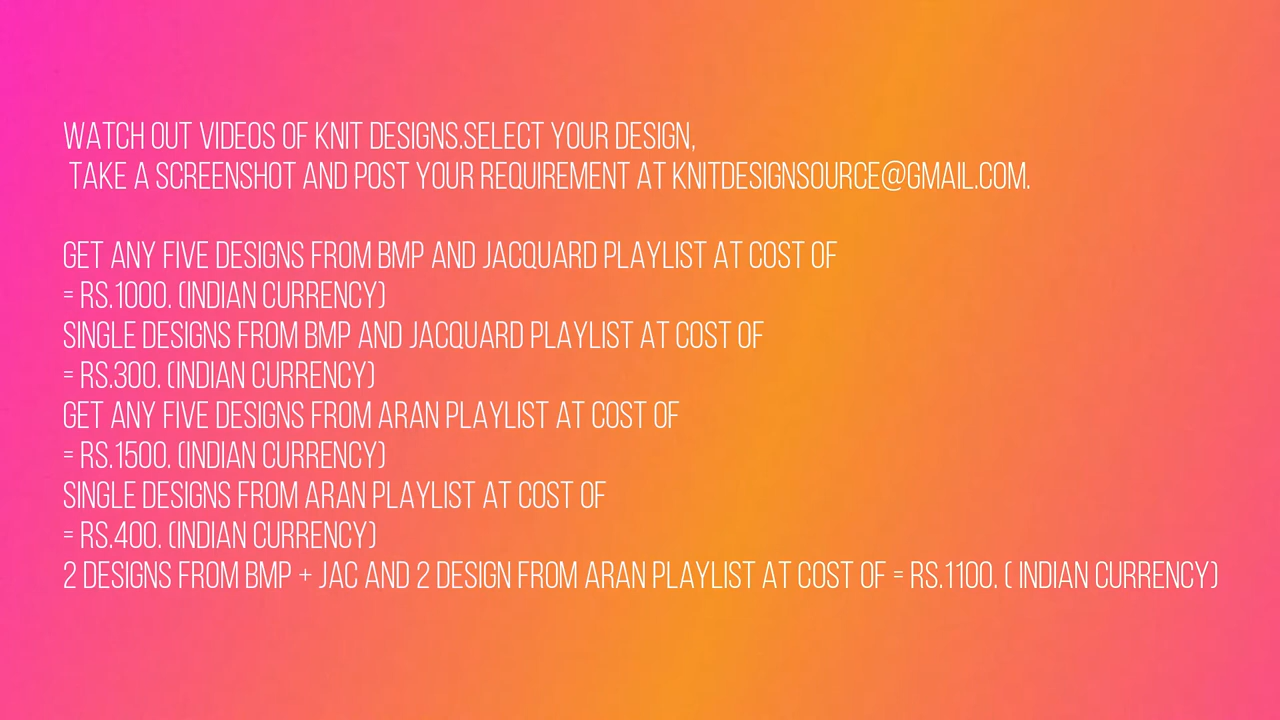 WATCH OUT VIDEOS OF KNIT DESIGNS.SELECT YOUR DESIGN,
TAKE A SCREENSHOT AND POST YOUR REQUIREMENT AT KNITDESIGNSOURCE@GMAIL.COM.
GET ANY FIVE DESIGNS FROM BMP AND JACQUARD PLAYLIST AT COST OF
= RS.1000. (INDIAN CURRENCY)
SINGLE DESIGNS FROM BMP AND JACQUARD PLAYLIST AT COST OF
= RS.300. (INDIAN CURRENCY)
GET ANY FIVE DESIGNS FROM ARAN PLAYLIST AT COST OF
= RS.1500. (INDIAN CURRENCY)
SINGLE DESIGNS FROM ARAN PLAYLIST AT COST OF
= RS.400. (INDIAN CURRENCY)
2 DESIGNS FROM BMP + JAC AND 2 DESIGN FROM ARAN PLAYLIST AT COST OF = RS.1100. ( INDIAN CURRENCY)